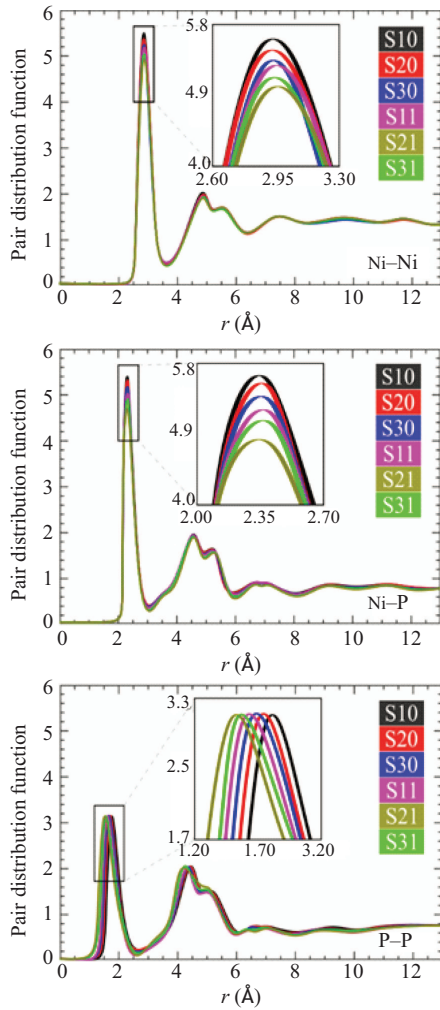 Pair distribution function
6
5
4
3
2
1
0
5.8
4.9
4.0
2.60 2.95 3.30
S10
S20
S30
S11
S21
S31
Ni–Ni
0 2 4 6 8 10 12
r (Å)
Pair distribution function
6
5
4
3
2
1
0
5.8
4.9
4.0
2.00 2.35 2.70
S10
S20
S30
S11
S21
S31
Ni–P
0 2 4 6 8 10 12
r (Å)
Pair distribution function
6
5
4
3
2
1
0
3.3
2.5
1.7
1.20 1.70 3.20
S10
S20
S30
S11
S21
S31
P–P
0 2 4 6 8 10 12
r (Å)